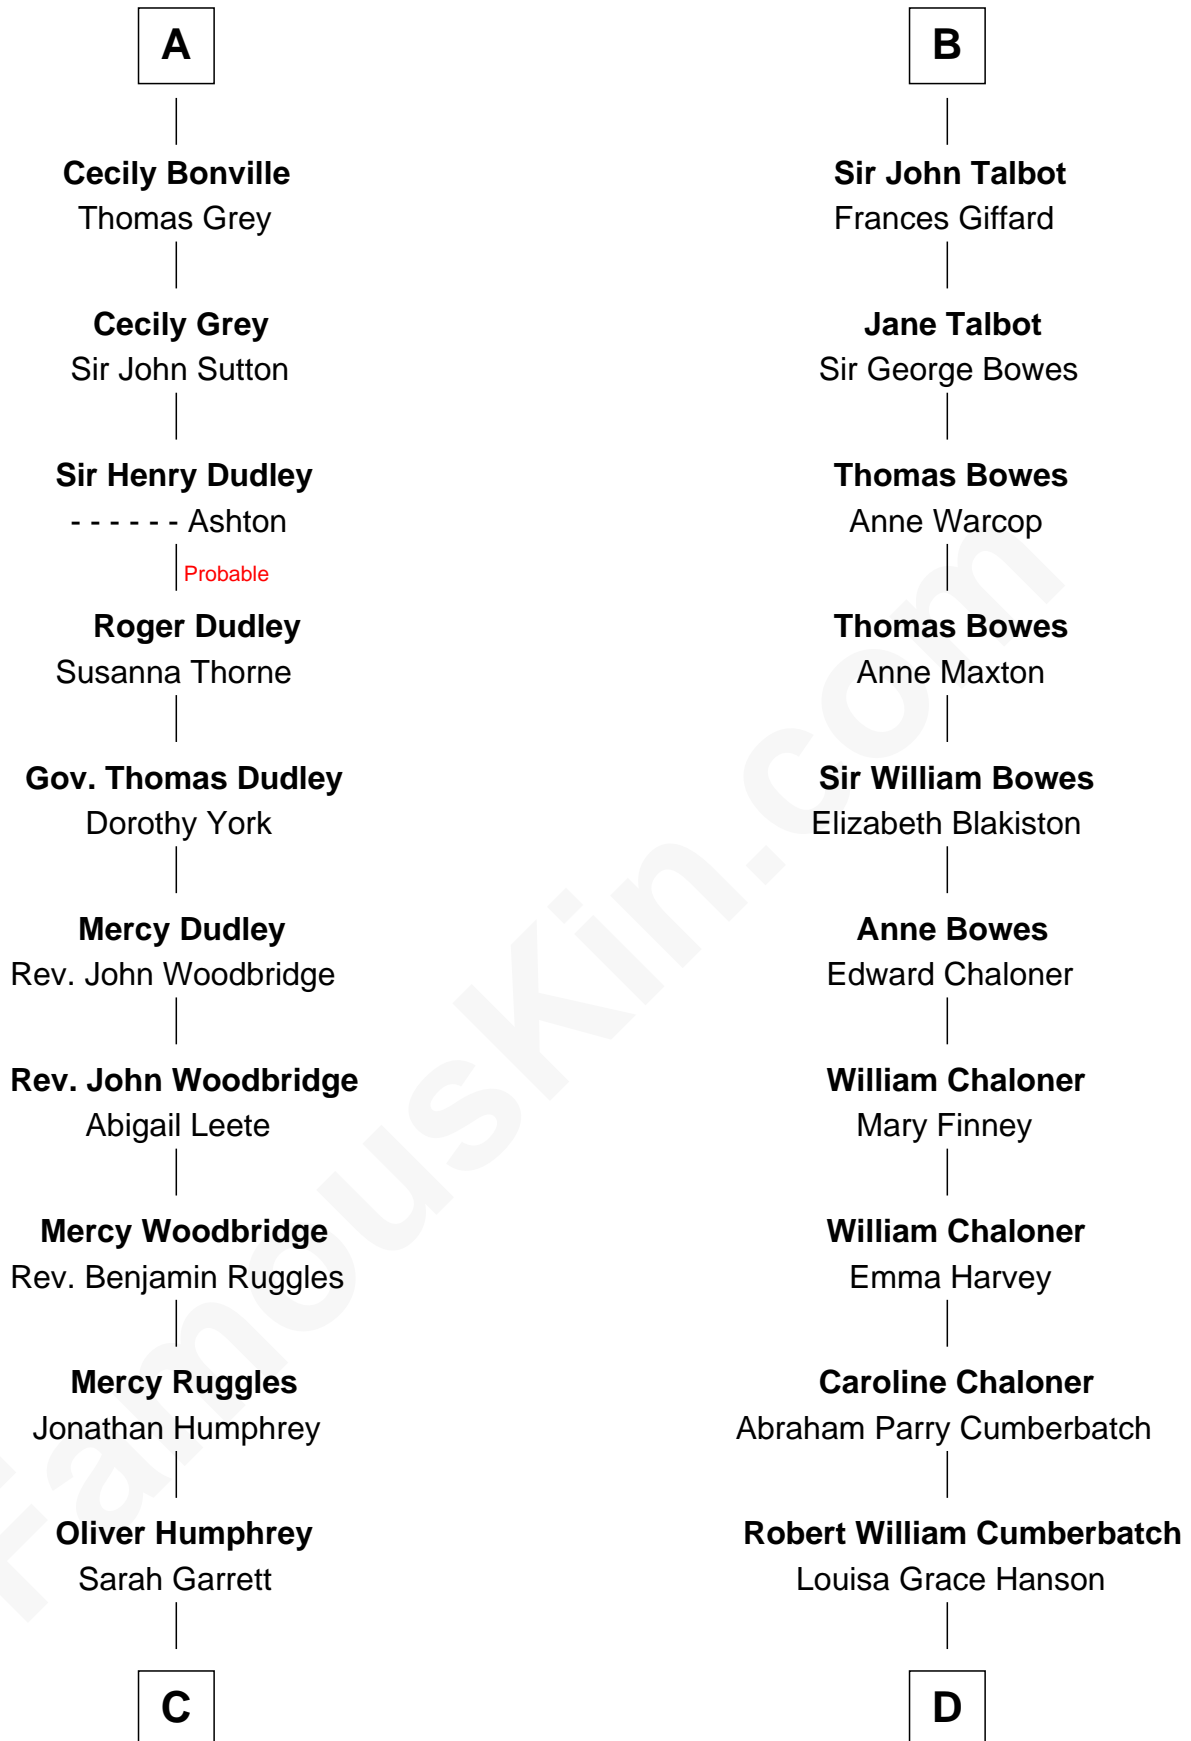 A
Cecily Bonville
Thomas Grey
Cecily Grey
Sir John Sutton
Sir Henry Dudley
- - - - - - Ashton
Probable
Roger Dudley
Susanna Thorne
Gov. Thomas Dudley
Dorothy York
Mercy Dudley
Rev. John Woodbridge
Rev. John Woodbridge
Abigail Leete
Mercy Woodbridge
Rev. Benjamin Ruggles
Mercy Ruggles
Jonathan Humphrey
Oliver Humphrey
Sarah Garrett
C
B
Sir John Talbot
Frances Giffard
Jane Talbot
Sir George Bowes
Thomas Bowes
Anne Warcop
Thomas Bowes
Anne Maxton
Sir William Bowes
Elizabeth Blakiston
Anne Bowes
Edward Chaloner
William Chaloner
Mary Finney
William Chaloner
Emma Harvey
Caroline Chaloner
Abraham Parry Cumberbatch
Robert William Cumberbatch
Louisa Grace Hanson
D
FamousKin.com